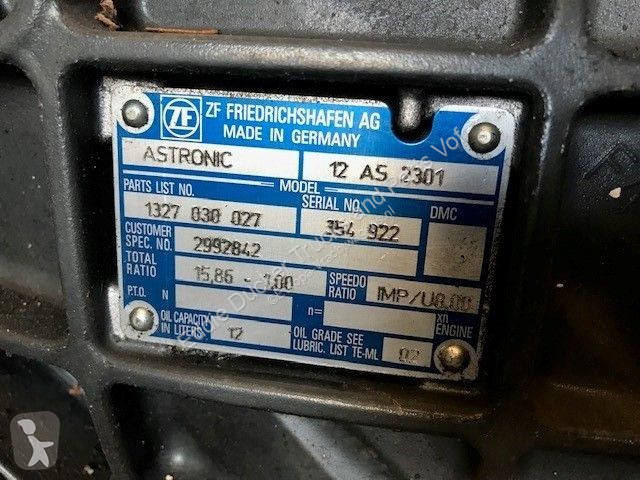 ZF
ZF FRIEDRICHSHAFEN AG
MADE IN GERMANY
ASTRONIC
12 AS 2301
PARTS LIST NO.
MODEL
SERIAL NO.
DMC
1327 030 027
354 922
CUSTOMER SPEC. NO.
2992842
TOTAL RATIO
15,86 - 1,00
SPEEDO RATIO
IMP/U8,00
P.T.O.
N
n=
xn ENGINE
OIL CAPACITY IN LITERS
12
OIL GRADE SEE
LUBRIC. LIST TE-ML
02